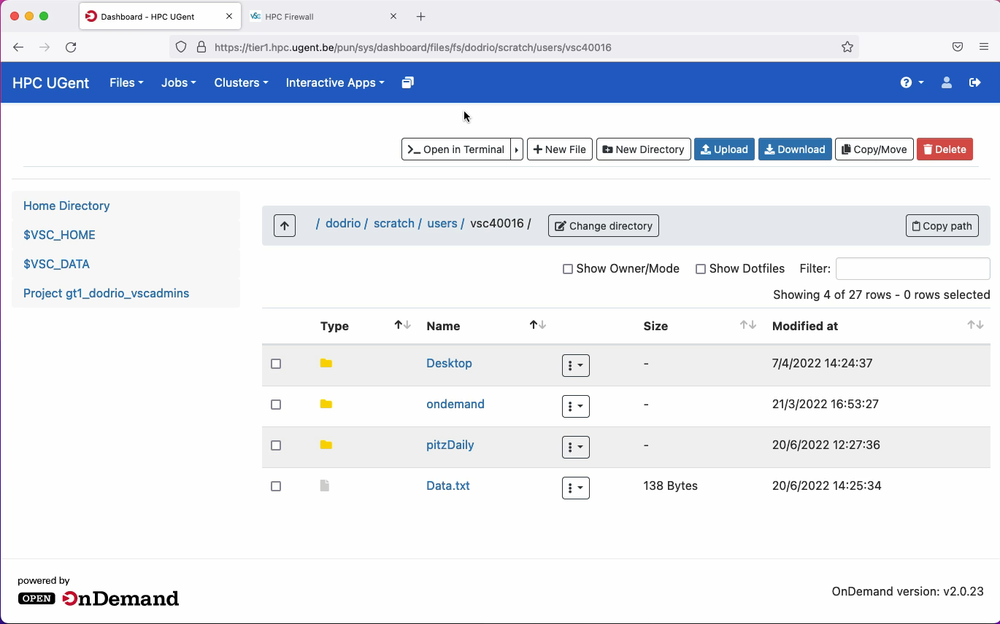 Dashboard - HPC UGent
HPC Firewall
https://tier1.hpc.ugent.be/pun/sys/dashboard/files/fs/dodrio/scratch/users/vsc40016
HPC UGent Files Jobs Clusters Interactive Apps
Open in Terminal New File New Directory Upload Download Copy/Move Delete
Home Directory
$VSC_HOME
$VSC_DATA
Project gt1_dodrio_vscadmins
/ dodrio / scratch / users / vsc40016 / Change directory Copy path
Show Owner/Mode Show Dotfiles Filter:
Showing 4 of 27 rows - 0 rows selected
Type Name Size Modified at
Desktop - 7/4/2022 14:24:37
ondemand - 21/3/2022 16:53:27
pitzDaily - 20/6/2022 12:27:36
Data.txt 138 Bytes 20/6/2022 14:25:34
powered by
OPEN OnDemand
OnDemand version: v2.0.23